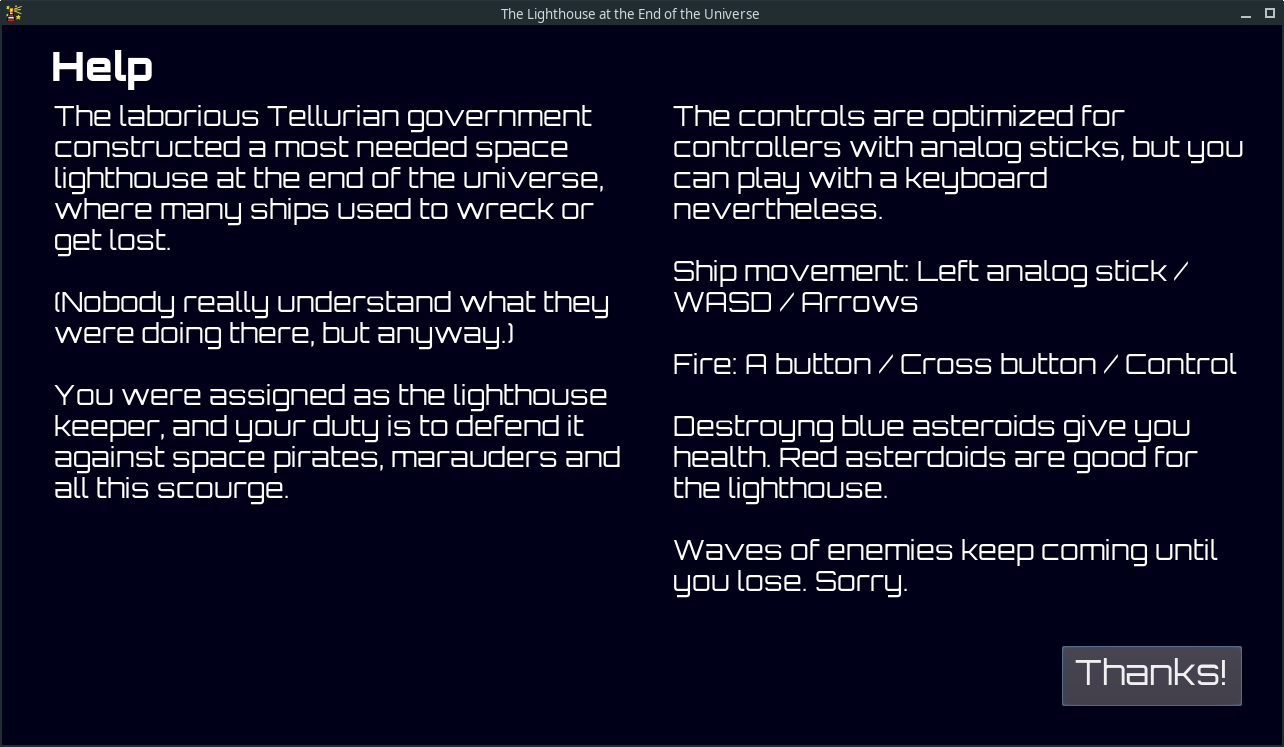 The Lighthouse at the End of the Universe
Help
The laborious Tellurian government
constructed a most needed space
lighthouse at the end of the universe,
where many ships used to wreck or
get lost.
(Nobody really understand what they
were doing there, but anyway.)
You were assigned as the lighthouse
keeper, and your duty is to defend it
against space pirates, marauders and
all this scourge.
The controls are optimized for
controllers with analog sticks, but you
can play with a keyboard
nevertheless.
Ship movement: Left analog stick /
WASD / Arrows
Fire: A button / Cross button / Control
Destroyng blue asteroids give you
health. Red asterdoids are good for
the lighthouse.
Waves of enemies keep coming until
you lose. Sorry.
Thanks!